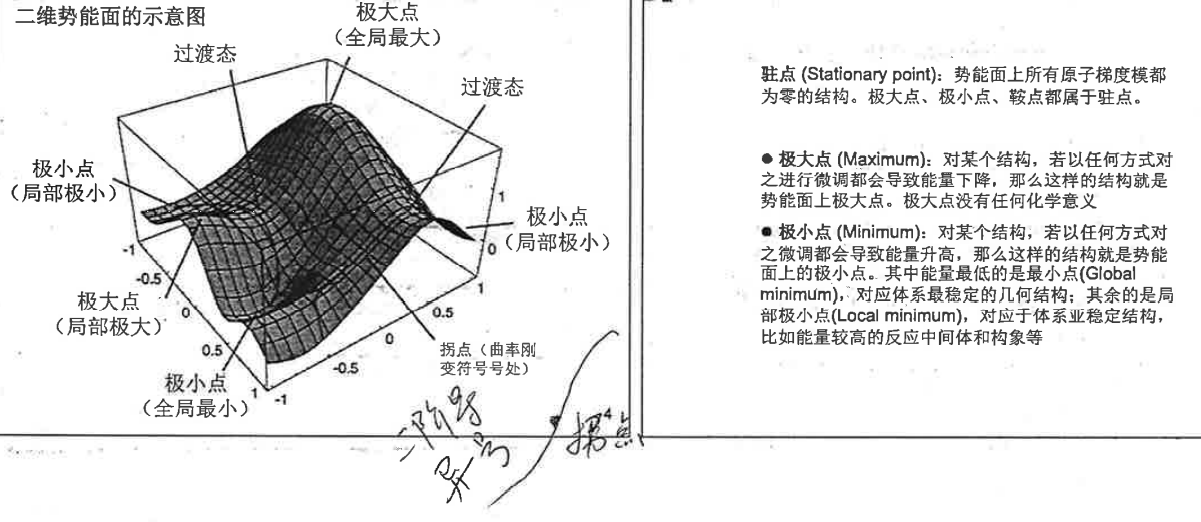 二维势能面的示意图
极大点
（全局最大）
过渡态
过渡态
极小点
（局部极小）
极小点
（局部极小）
极大点
（局部极大）
极小点
（全局最小）
拐点（曲率刚
变符号号处）
-1
-0.5
0
0.5
1
-1
-0.5
0
0.5
1
0
1
二阶导
异号
拐点
4
驻点 (Stationary point)：势能面上所有原子梯度模都
为零的结构。极大点、极小点、鞍点都属于驻点。
● 极大点 (Maximum)：对某个结构，若以任何方式对
之进行微调都会导致能量下降，那么这样的结构就是
势能面上极大点。极大点没有任何化学意义
● 极小点 (Minimum)：对某个结构，若以任何方式对
之微调都会导致能量升高，那么这样的结构就是势能
面上的极小点。其中能量最低的是最小点(Global
minimum)，对应体系最稳定的几何结构；其余的是局
部极小点(Local minimum)，对应于体系亚稳定结构，
比如能量较高的反应中间体和构象等